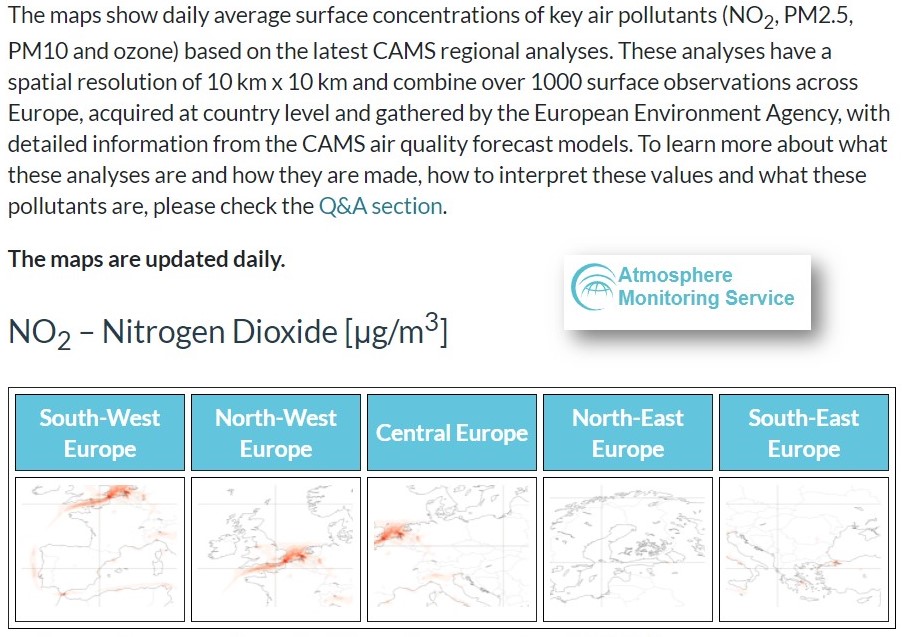 The maps show daily average surface concentrations of key air pollutants (NO₂, PM2.5,
PM10 and ozone) based on the latest CAMS regional analyses. These analyses have a
spatial resolution of 10 km x 10 km and combine over 1000 surface observations across
Europe, acquired at country level and gathered by the European Environment Agency, with
detailed information from the CAMS air quality forecast models. To learn more about what
these analyses are and how they are made, how to interpret these values and what these
pollutants are, please check the Q&A section.
The maps are updated daily.
Atmosphere
Monitoring Service
NO₂ – Nitrogen Dioxide [µg/m³]
South-West
Europe
North-West
Europe
Central Europe
North-East
Europe
South-East
Europe